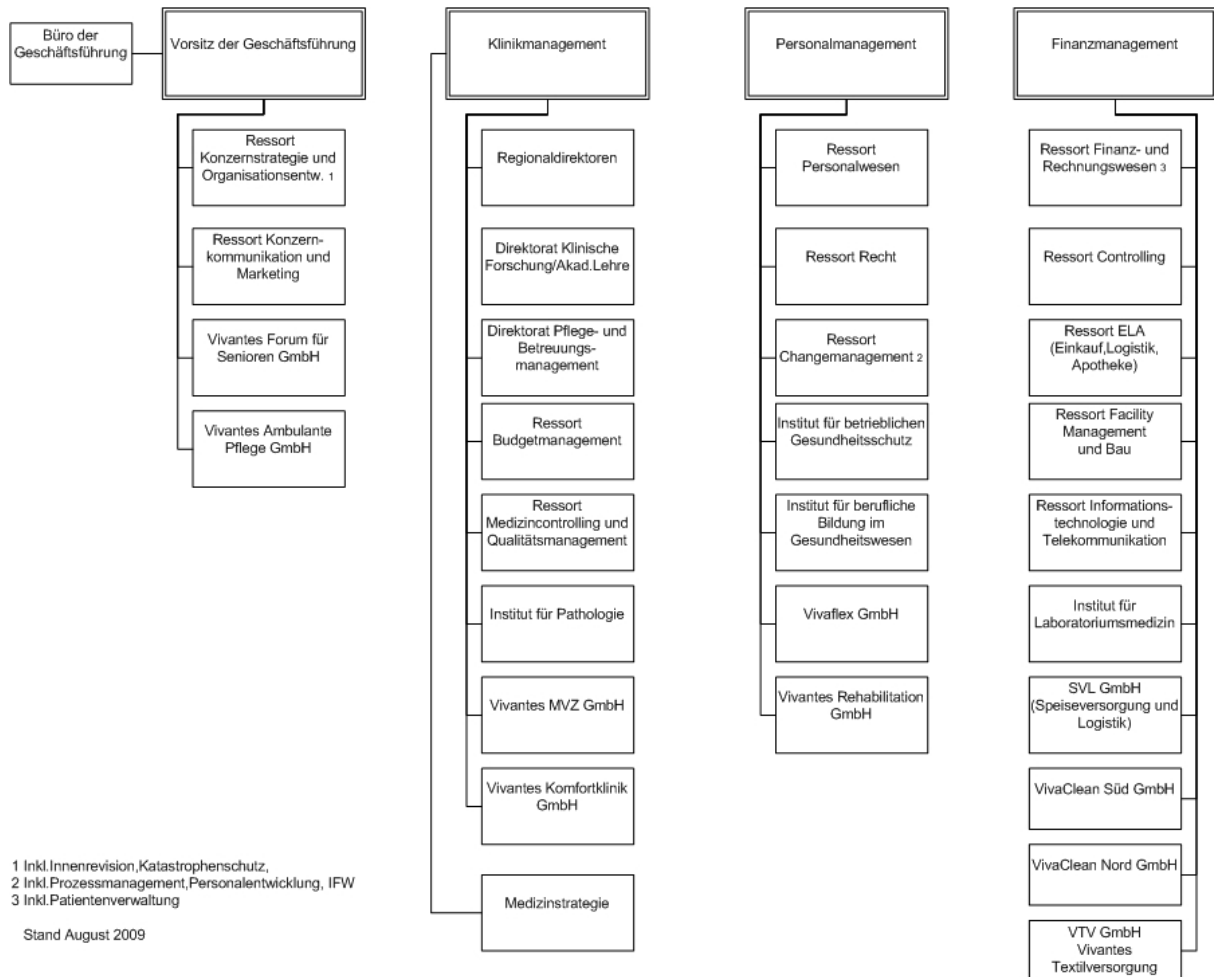 Büro der
Geschäftsführung
Vorsitz der Geschäftsführung
Ressort
Konzernstrategie und
Organisationsentw. 1
Ressort Konzern-
kommunikation und
Marketing
Vivantes Forum für
Senioren GmbH
Vivantes Ambulante
Pflege GmbH
Klinikmanagement
Regionaldirektoren
Direktorat Klinische
Forschung/Akad.Lehre
Direktorat Pflege- und
Betreuungs-
management
Ressort
Budgetmanagement
Ressort
Medizincontrolling und
Qualitätsmanagement
Institut für Pathologie
Vivantes MVZ GmbH
Vivantes Komfortklinik
GmbH
Medizinstrategie
Personalmanagement
Ressort
Personalwesen
Ressort Recht
Ressort
Changemanagement 2
Institut für betrieblichen
Gesundheitsschutz
Institut für berufliche
Bildung im
Gesundheitswesen
Vivaflex GmbH
Vivantes Rehabilitation
GmbH
Finanzmanagement
Ressort Finanz- und
Rechnungswesen 3
Ressort Controlling
Ressort ELA
(Einkauf,Logistik,
Apotheke)
Ressort Facility
Management
und Bau
Ressort Informations-
technologie und
Telekommunikation
Institut für
Laboratoriumsmedizin
SVL GmbH
(Speiseversorgung und
Logistik)
VivaClean Süd GmbH
VivaClean Nord GmbH
VTV GmbH
Vivantes
Textilversorgung
1 Inkl.Innenrevision,Katastrophenschutz,
2 Inkl.Prozessmanagement,Personalentwicklung, IFW
3 Inkl.Patientenverwaltung
Stand August 2009